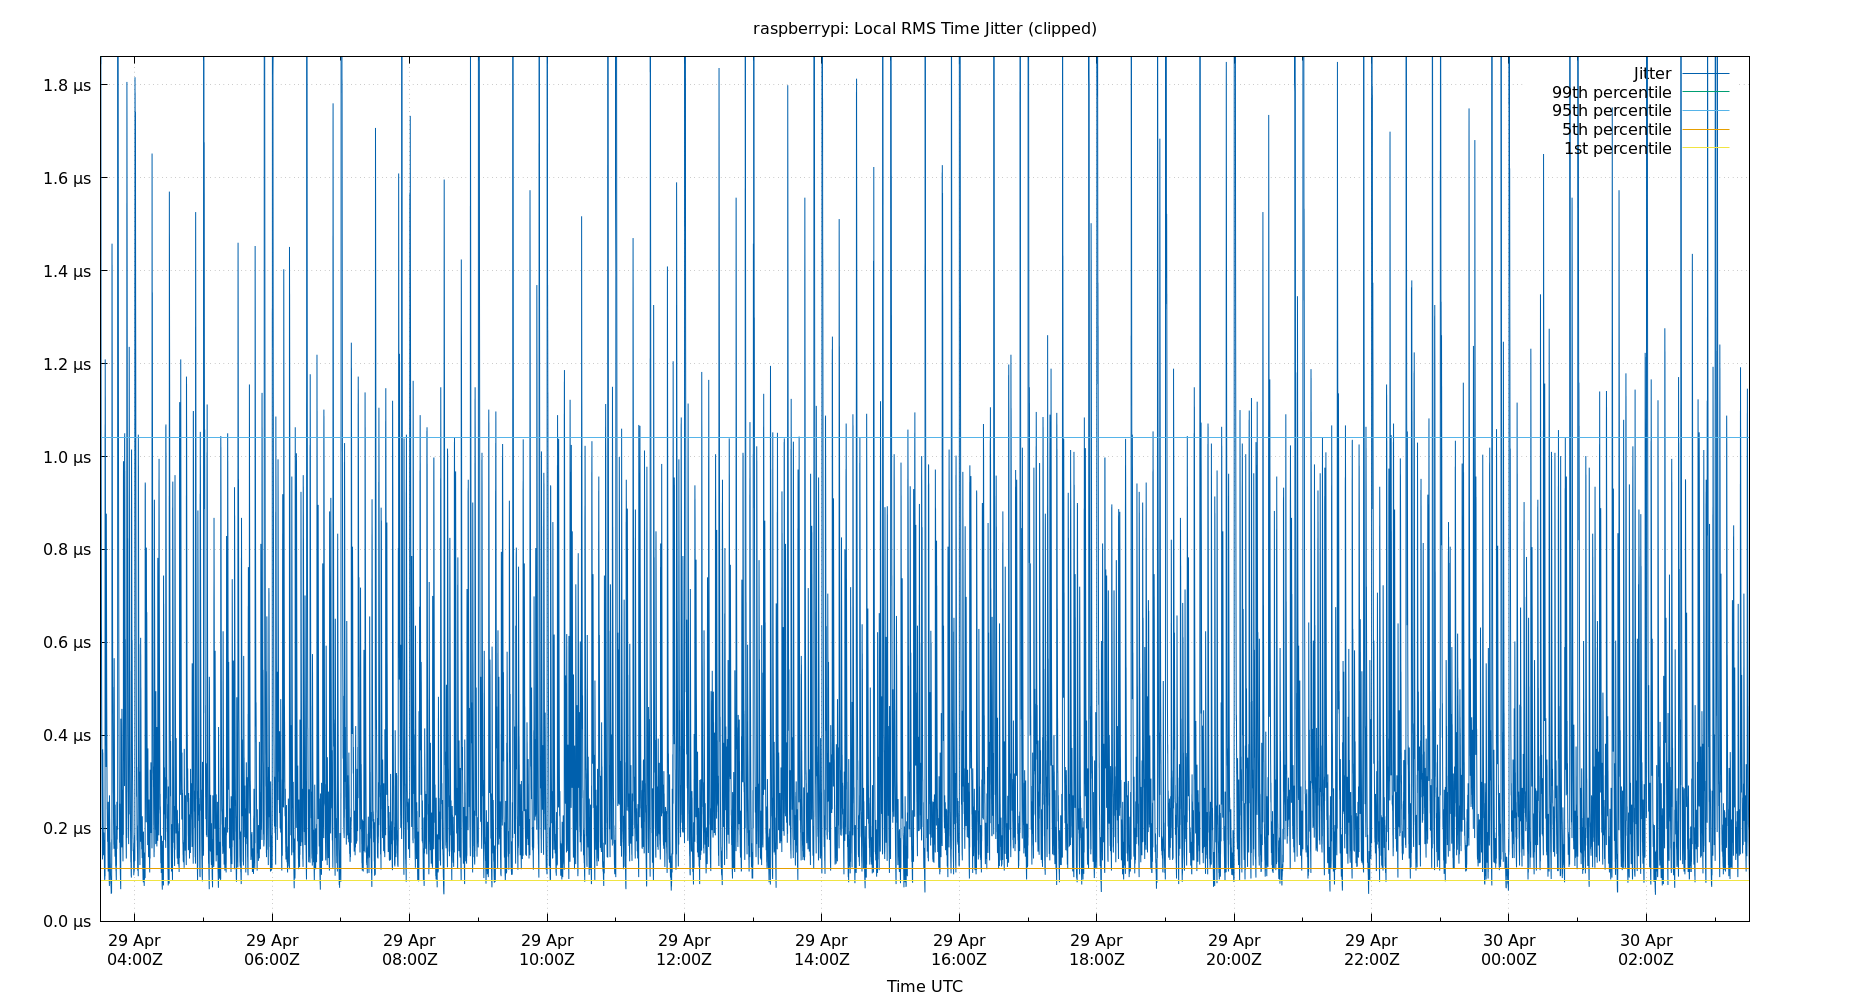 raspberrypi: Local RMS Time Jitter (clipped)
Jitter
99th percentile
95th percentile
5th percentile
1st percentile
1.8 µs
1.6 µs
1.4 µs
1.2 µs
1.0 µs
0.8 µs
0.6 µs
0.4 µs
0.2 µs
0.0 µs
29 Apr 29 Apr 29 Apr 29 Apr 29 Apr 29 Apr 29 Apr 29 Apr 29 Apr 29 Apr 30 Apr 30 Apr
04:00Z 06:00Z 08:00Z 10:00Z 12:00Z 14:00Z 16:00Z 18:00Z 20:00Z 22:00Z 00:00Z 02:00Z
Time UTC